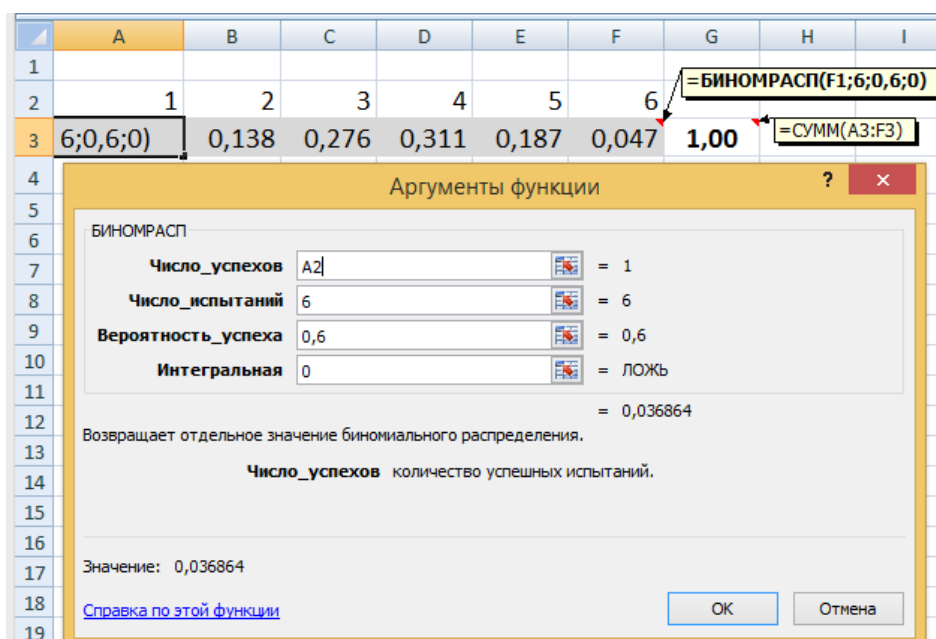 A B C D E F G H I
1
=БИНОМРАСП(F1;6;0,6;0)
2 1 2 3 4 5 6
3 6;0,6;0) 0,138 0,276 0,311 0,187 0,047 1,00 =СУММ(A3:F3)
4 Аргументы функции ? ×
5
БИНОМРАСП
6
7 Число_успехов A2 = 1
8 Число_испытаний 6 = 6
9 Вероятность_успеха 0,6 = 0,6
10 Интегральная 0 = ЛОЖЬ
11
12 = 0,036864
Возвращает отдельное значение биномиального распределения.
13
14 Число_успехов количество успешных испытаний.
15
16
17 Значение: 0,036864
18 Справка по этой функции ОК Отмена
19